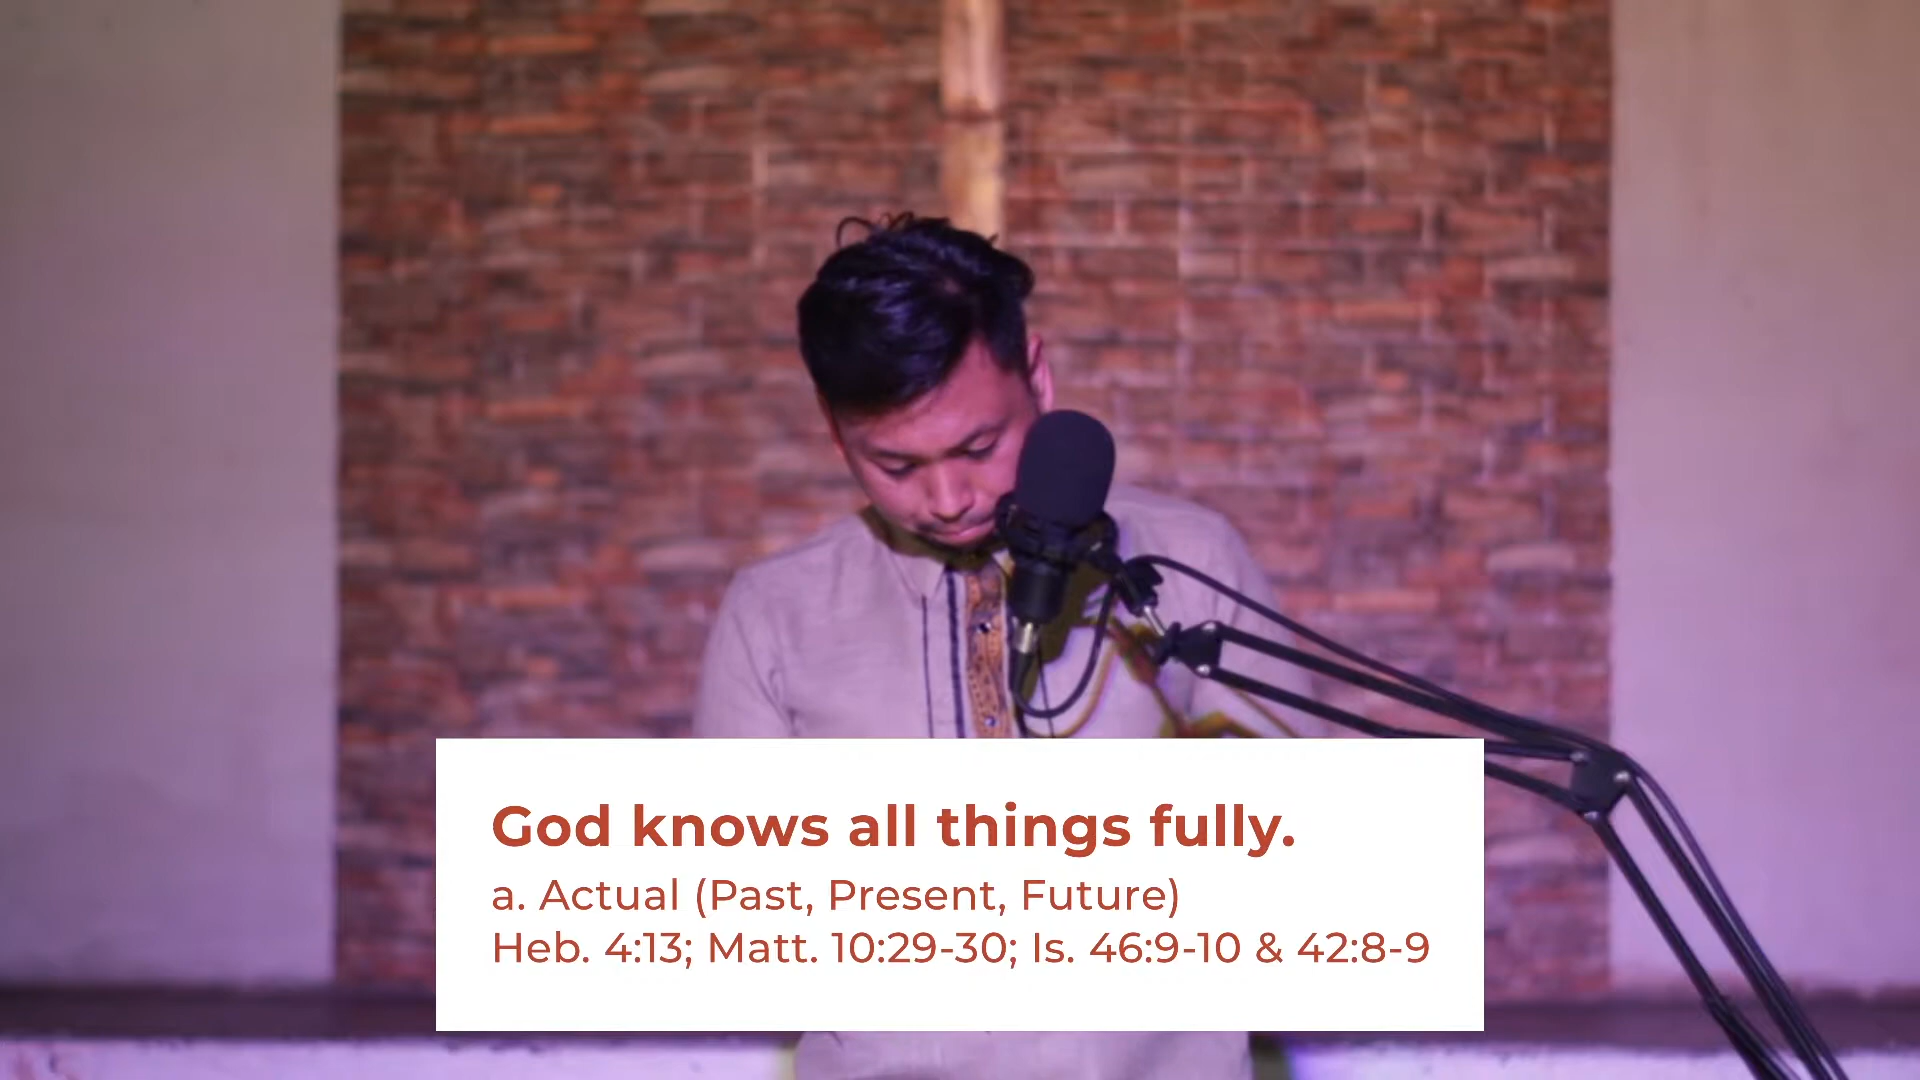 God knows all things fully.
a. Actual (Past, Present, Future)
Heb. 4:13; Matt. 10:29-30; Is. 46:9-10 & 42:8-9